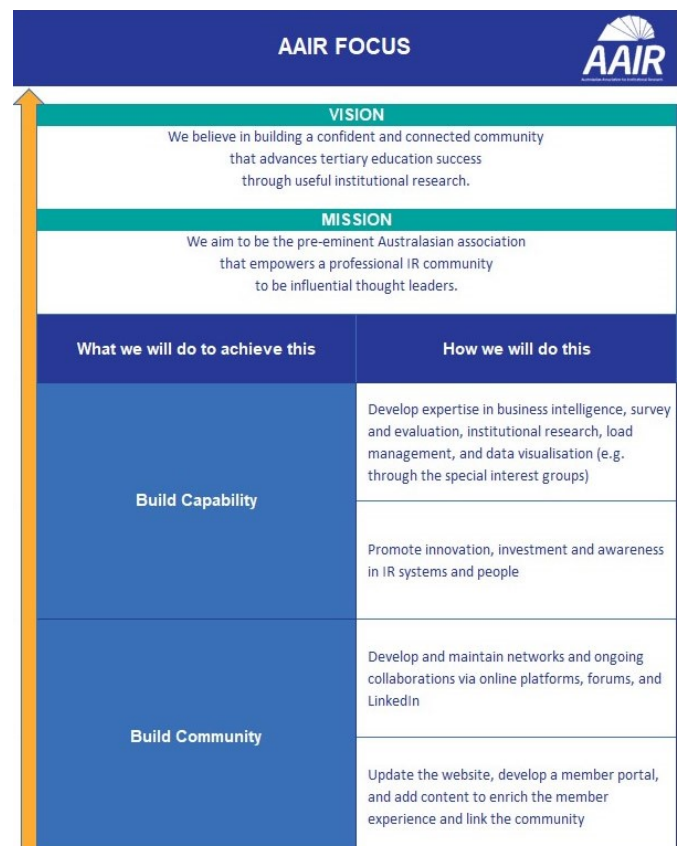 AAIR FOCUS
AAIR
Australasian Association for Institutional Research
VISION
We believe in building a confident and connected community
that advances tertiary education success
through useful institutional research.
MISSION
We aim to be the pre-eminent Australasian association
that empowers a professional IR community
to be influential thought leaders.
What we will do to achieve this
How we will do this
Build Capability
Develop expertise in business intelligence, survey
and evaluation, institutional research, load
management, and data visualisation (e.g.
through the special interest groups)
Promote innovation, investment and awareness
in IR systems and people
Build Community
Develop and maintain networks and ongoing
collaborations via online platforms, forums, and
LinkedIn
Update the website, develop a member portal,
and add content to enrich the member
experience and link the community